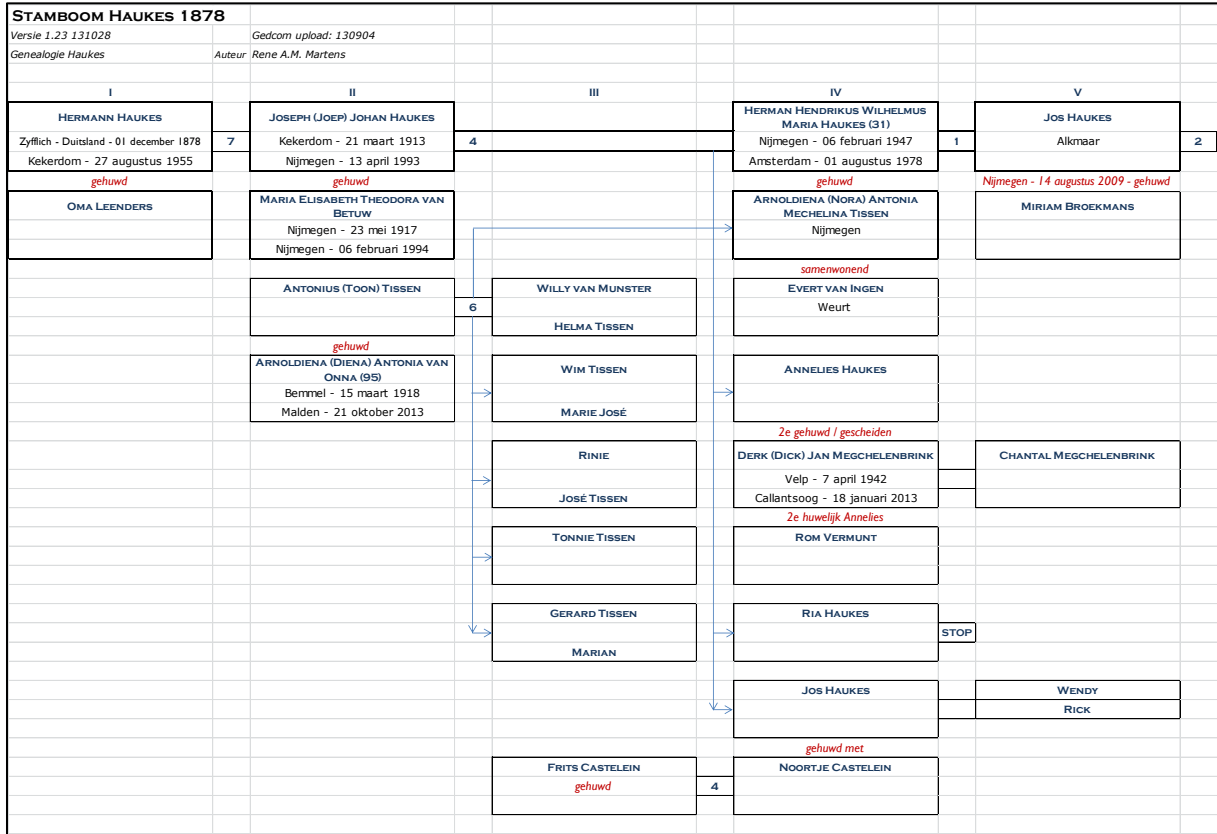 STAMBOOM HAUKES 1878
Versie 1.23 131028 Gedcom upload: 130904
Genealogie Haukes Auteur Rene A.M. Martens
I II III IV V
HERMANN HAUKES
Zyfflich - Duitsland - 01 december 1878
Kekerdom - 27 augustus 1955
7
gehuwd
OMA LEENDERS
JOSEPH (JOEP) JOHAN HAUKES
Kekerdom - 21 maart 1913
Nijmegen - 13 april 1993
4
gehuwd
MARIA ELISABETH THEODORA VAN
BETUW
Nijmegen - 23 mei 1917
Nijmegen - 06 februari 1994
ANTONIUS (TOON) TISSEN
6
gehuwd
ARNOLDIENA (DIENA) ANTONIA VAN
ONNA (95)
Bemmel - 15 maart 1918
Malden - 21 oktober 2013
WILLY VAN MUNSTER
HELMA TISSEN
WIM TISSEN
MARIE JOSÉ
RINIE
JOSÉ TISSEN
TONNIE TISSEN
GERARD TISSEN
MARIAN
FRITS CASTELEIN
gehuwd
4
HERMAN HENDRIKUS WILHELMUS
MARIA HAUKES (31)
Nijmegen - 06 februari 1947
Amsterdam - 01 augustus 1978
1
gehuwd
ARNOLDIENA (NORA) ANTONIA
MECHELINA TISSEN
Nijmegen
samenwonend
EVERT VAN INGEN
Weurt
ANNELIES HAUKES
2e gehuwd / gescheiden
DERK (DICK) JAN MEGCHELENBRINK
Velp - 7 april 1942
Callantsoog - 18 januari 2013
2e huwelijk Annelies
ROM VERMUNT
RIA HAUKES
STOP
JOS HAUKES
gehuwd met
NOORTJE CASTELEIN
JOS HAUKES
Alkmaar
2
Nijmegen - 14 augustus 2009 - gehuwd
MIRIAM BROEKMANS
CHANTAL MEGCHELENBRINK
WENDY
RICK